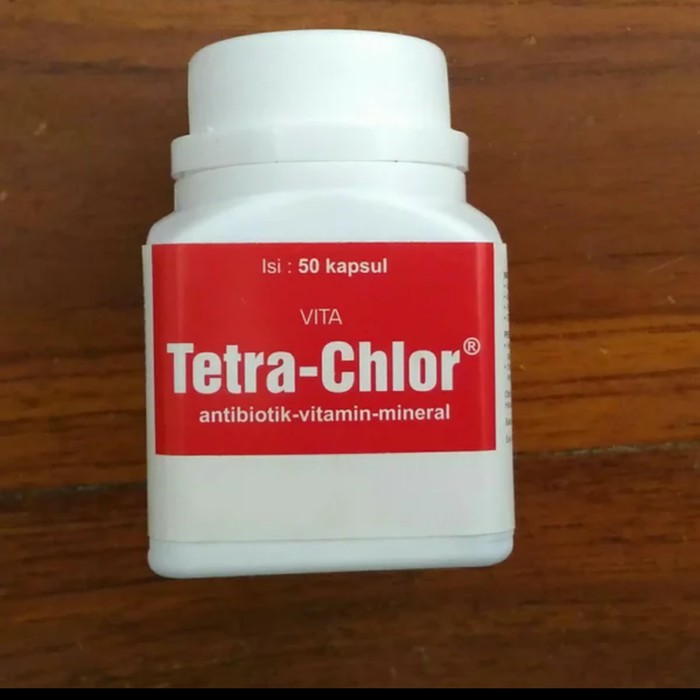 Isi : 50 kapsul
VITA
Tetra-Chlor®
antibiotik-vitamin-mineral